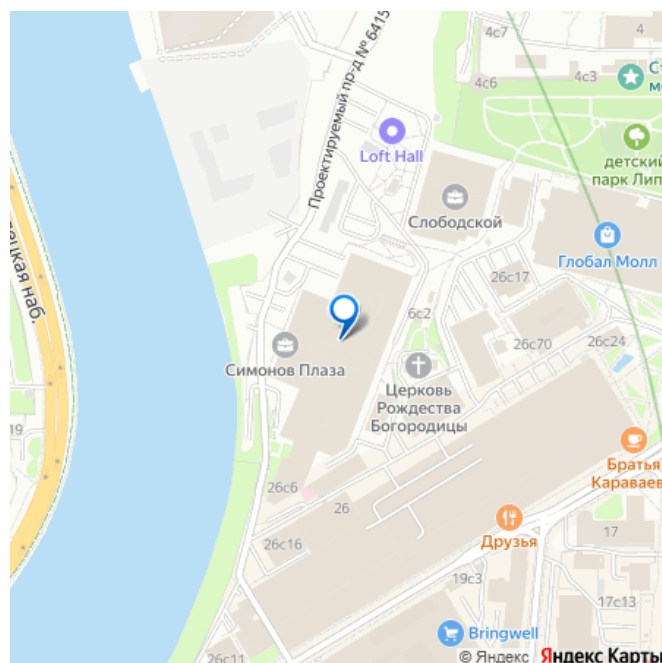 4с7
4
4с6
4с3
Проектируемый пр-д № 6415
Loft Hall
детский
парк Лип
Слободской
Глобал Молл
26с17
6с2
26с70
26с24
Симонов Плаза
Церковь
Рождества
Богородицы
19
Братья
Караваев
26с6
26
Друзья
17
26с16
19с3
17с13
Bringwell
26с11
© Яндекс Яндекс Карты